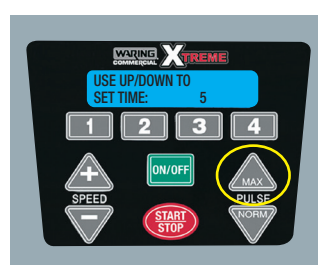 WARING
COMMERCIAL
XTREME
USE UP/DOWN TO
SET TIME: 5
1 2 3 4
+
ON/OFF
MAX
SPEED
PULSE
-
START
STOP
NORM